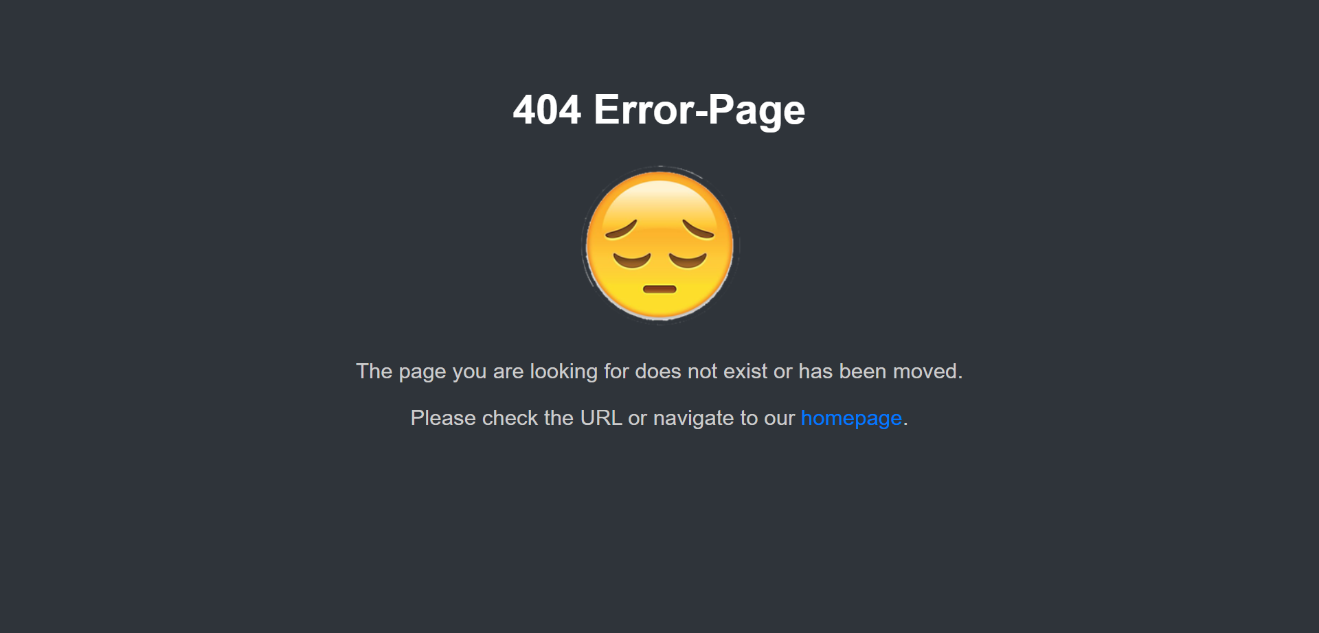 404 Error-Page
The page you are looking for does not exist or has been moved.
Please check the URL or navigate to our homepage.